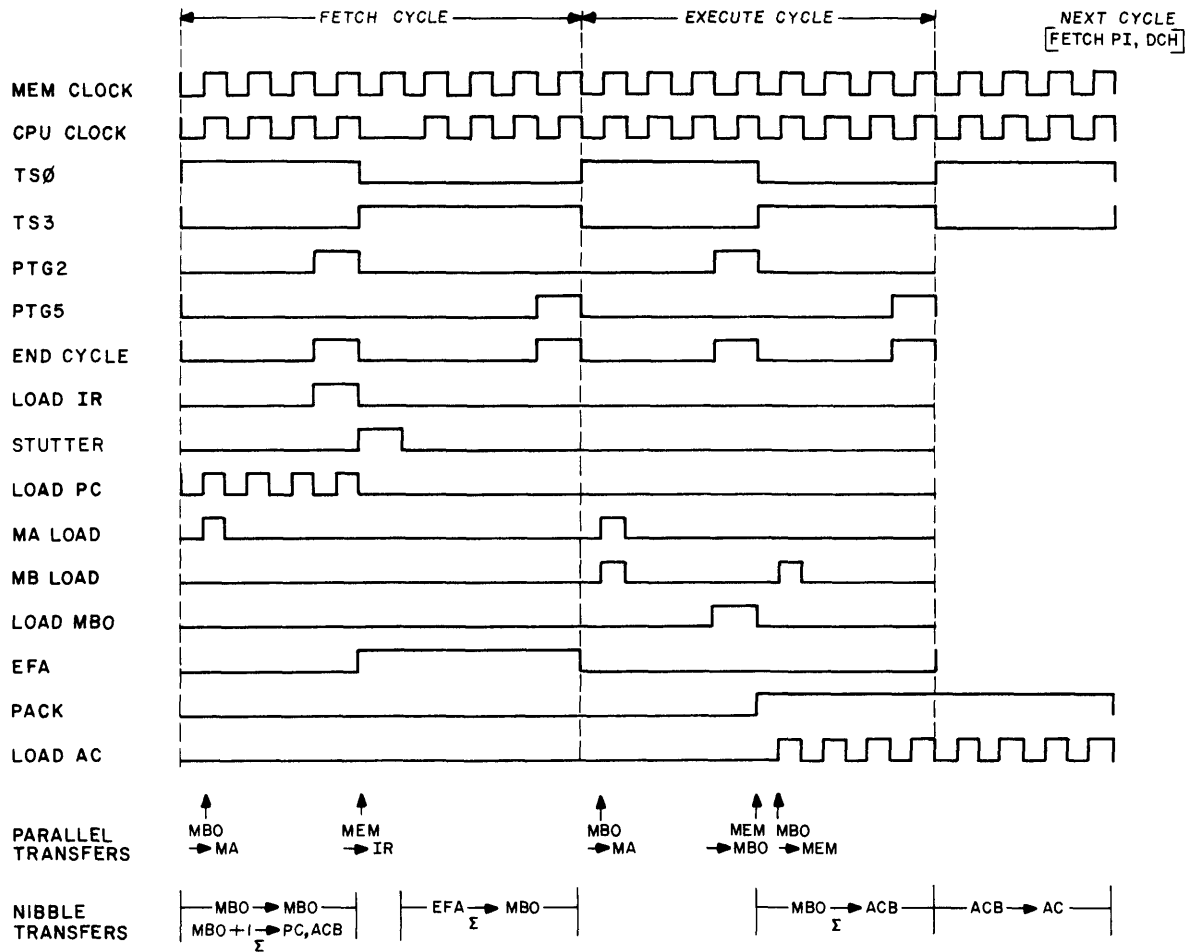 FETCH CYCLE
EXECUTE CYCLE
NEXT CYCLE
[FETCH PI, DCH]
MEM CLOCK
CPU CLOCK
TSØ
TS3
PTG2
PTG5
END CYCLE
LOAD IR
STUTTER
LOAD PC
MA LOAD
MB LOAD
LOAD MBO
EFA
PACK
LOAD AC
PARALLEL TRANSFERS
MBO → MA
MEM → IR
MBO → MA
MEM → MBO
MBO → MEM
NIBBLE TRANSFERS
MBO → MBO
MBO+1 → PC, ACB
Σ
EFA → MBO
Σ
MBO → ACB
Σ
ACB → AC